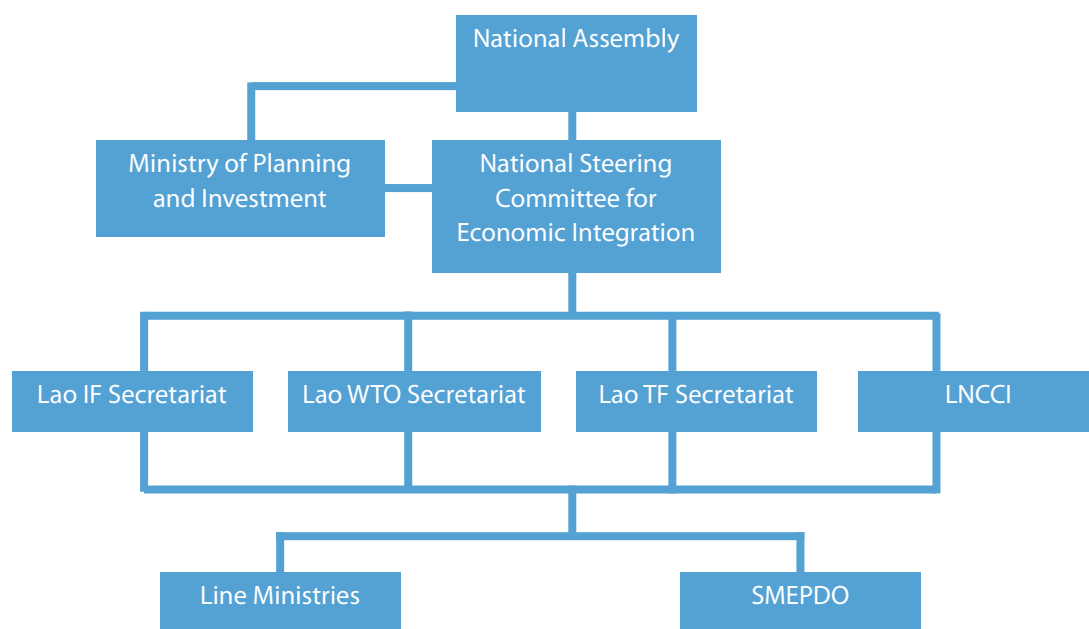 National Assembly
Ministry of Planning
and Investment
National Steering
Committee for
Economic Integration
Lao IF Secretariat
Lao WTO Secretariat
Lao TF Secretariat
LNCCI
Line Ministries
SMEPDO